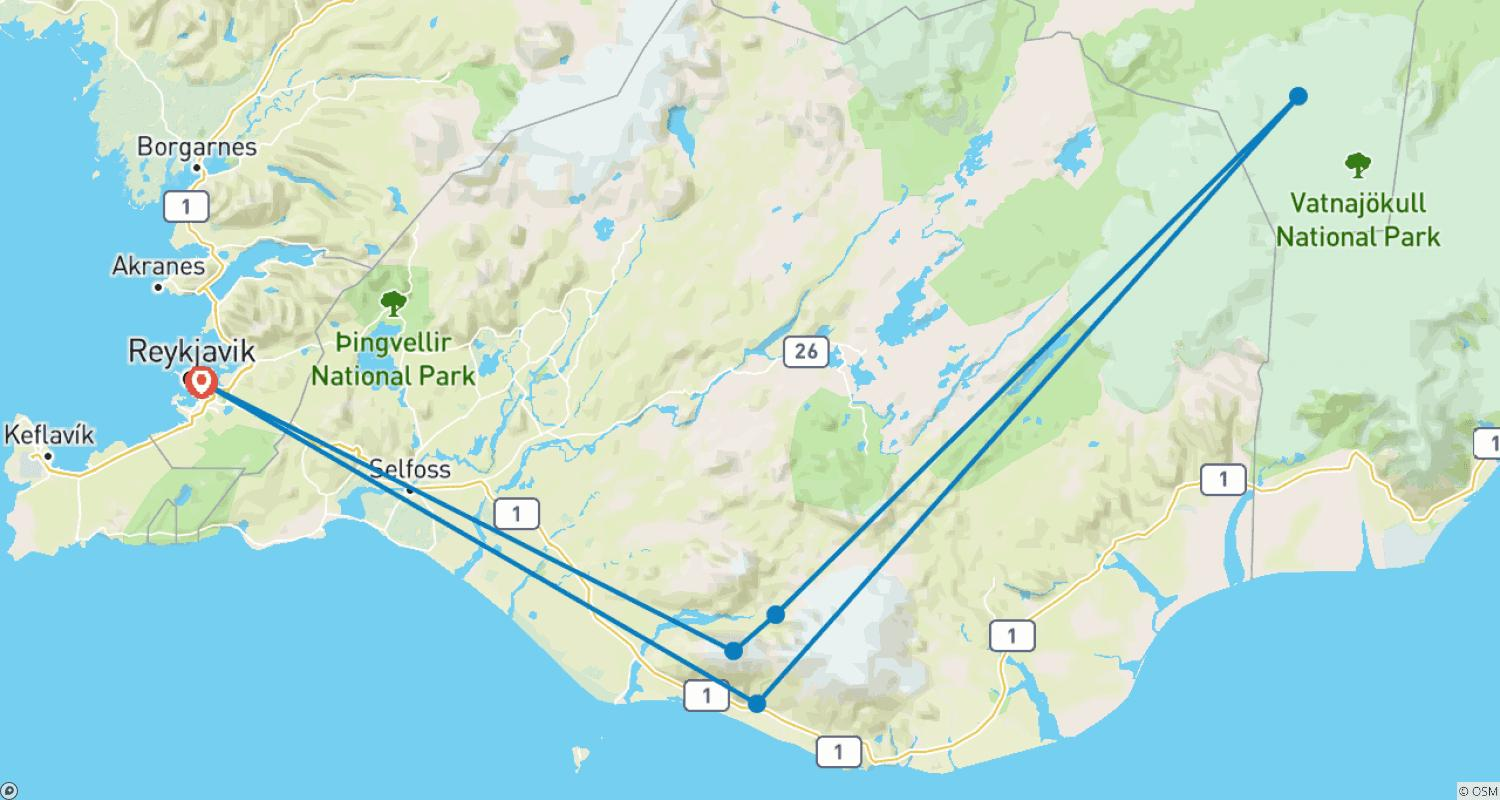 Borgarnes
1
Akranes
Vatnajökull
National Park
Reykjavik
Þingvellir
National Park
26
Keflavík
Selfoss
1
1
1
1
1
1
© OSM